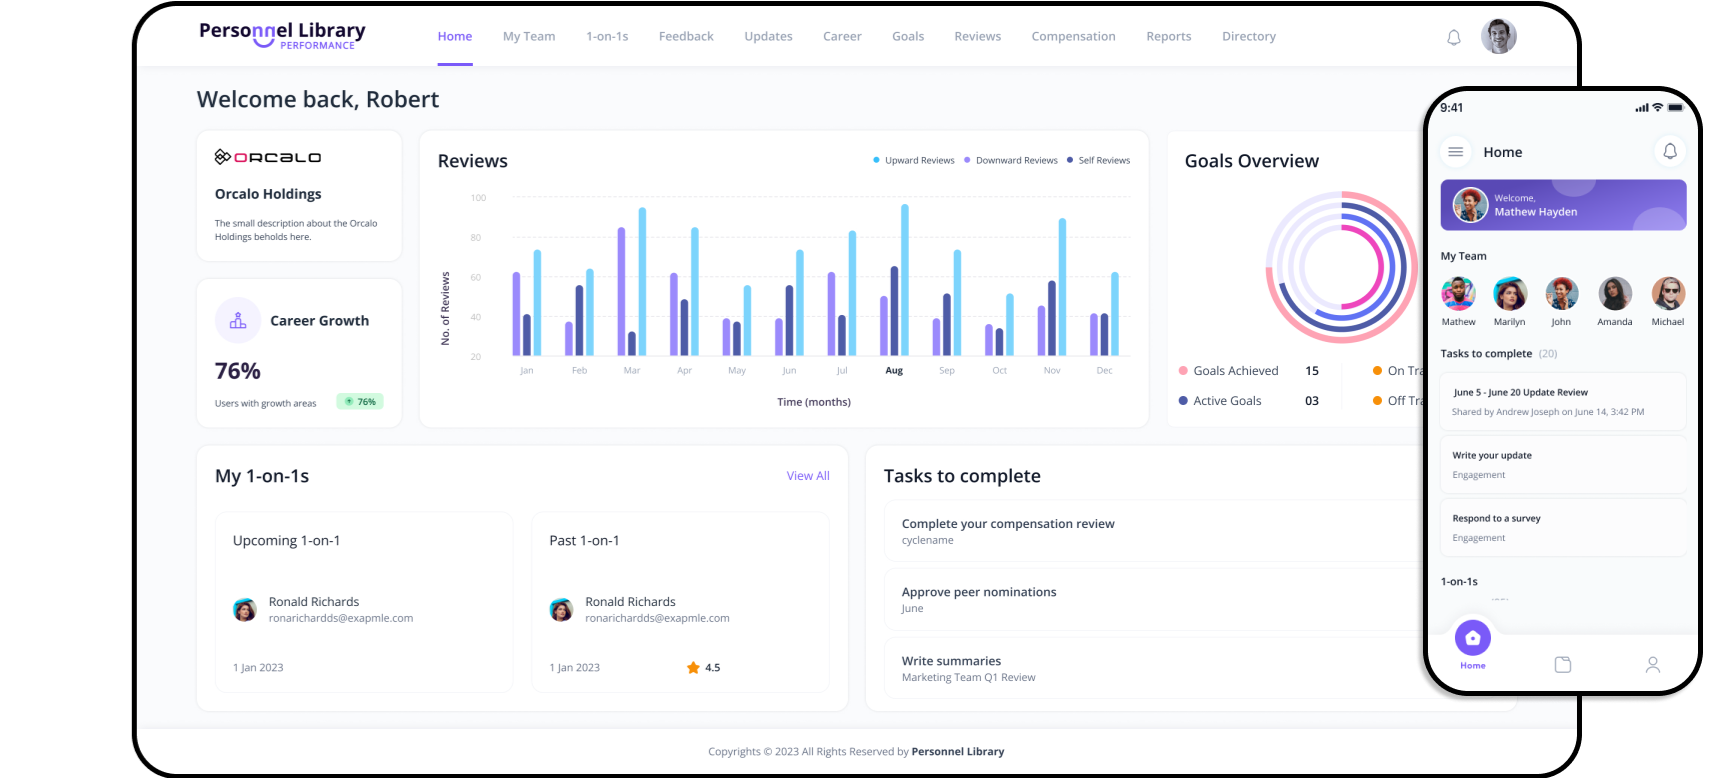 Personnel Library
PERFORMANCE
Home My Team 1-on-1s Feedback Updates Career Goals Reviews Compensation Reports Directory
Welcome back, Robert
ORCALO
Orcalo Holdings
The small description about the Orcalo
Holdings beholds here.
Career Growth
76%
Users with growth areas 76%
Reviews
Upward Reviews Downward Reviews Self Reviews
No. of Reviews
100
80
60
40
20
Jan Feb Mar Apr May Jun Jul Aug Sep Oct Nov Dec
Time (months)
Goals Overview
Goals Achieved 15 On Tra
Active Goals 03 Off Tra
My 1-on-1s View All
Upcoming 1-on-1
Ronald Richards
ronarichardds@exapmle.com
1 Jan 2023
Past 1-on-1
Ronald Richards
ronarichardds@exapmle.com
1 Jan 2023 4.5
Tasks to complete
Complete your compensation review
cyclename
Approve peer nominations
June
Write summaries
Marketing Team Q1 Review
Copyrights © 2023 All Rights Reserved by Personnel Library
9:41
Home
Welcome,
Mathew Hayden
My Team
Mathew Marilyn John Amanda Michael
Tasks to complete (20)
June 5 - June 20 Update Review
Shared by Andrew Joseph on June 14, 3:42 PM
Write your update
Engagement
Respond to a survey
Engagement
1-on-1s
Home